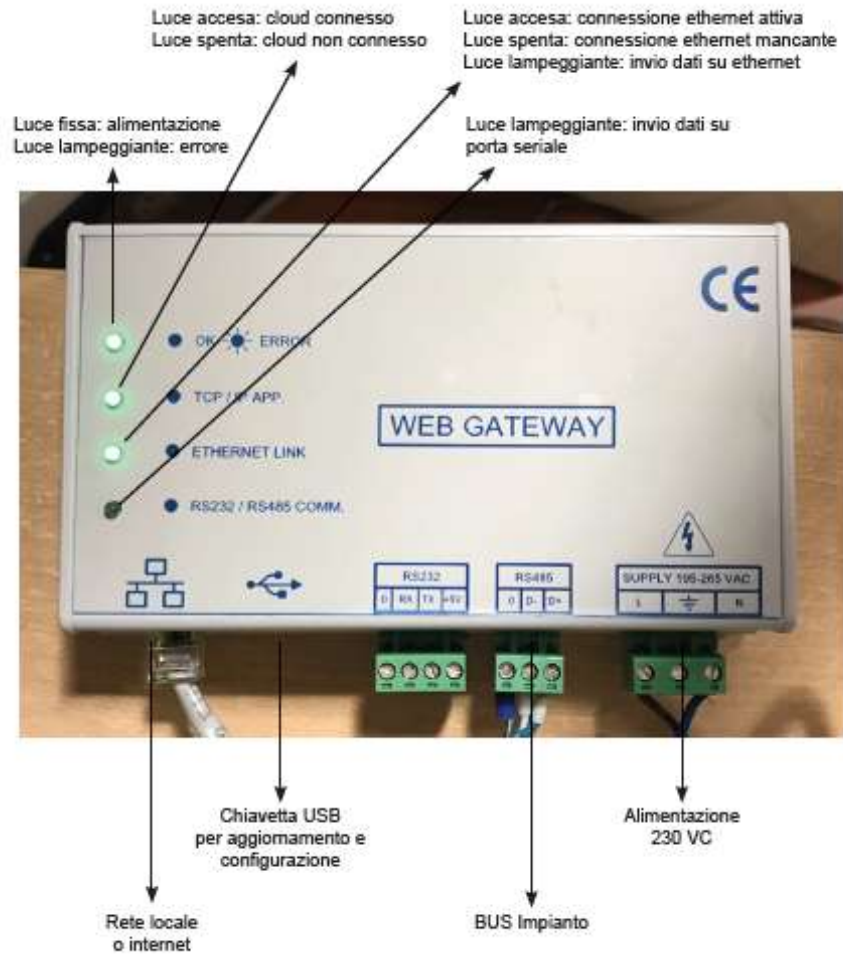 Luce accesa: cloud connesso
Luce spenta: cloud non connesso
Luce accesa: connessione ethernet attiva
Luce spenta: connessione ethernet mancante
Luce lampeggiante: invio dati su ethernet
Luce fissa: alimentazione
Luce lampeggiante: errore
Luce lampeggiante: invio dati su
porta seriale
CE
OK ERROR
TCP / IP APP.
WEB GATEWAY
ETHERNET LINK
RS232 / RS485 COMM.
RS232
0 RX TX +5V
RS485
0 D- D+
SUPPLY 195-265 VAC
L N
Chiavetta USB
per aggiornamento e
configurazione
Alimentazione
230 VC
Rete locale
o internet
BUS Impianto